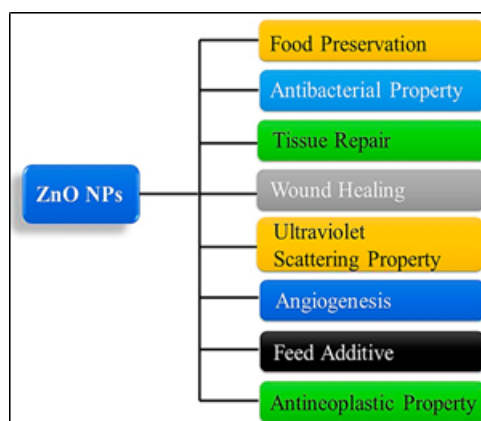 Food Preservation
Antibacterial Property
Tissue Repair
ZnO NPs
Wound Healing
Ultraviolet
Scattering Property
Angiogenesis
Feed Additive
Antineoplastic Property